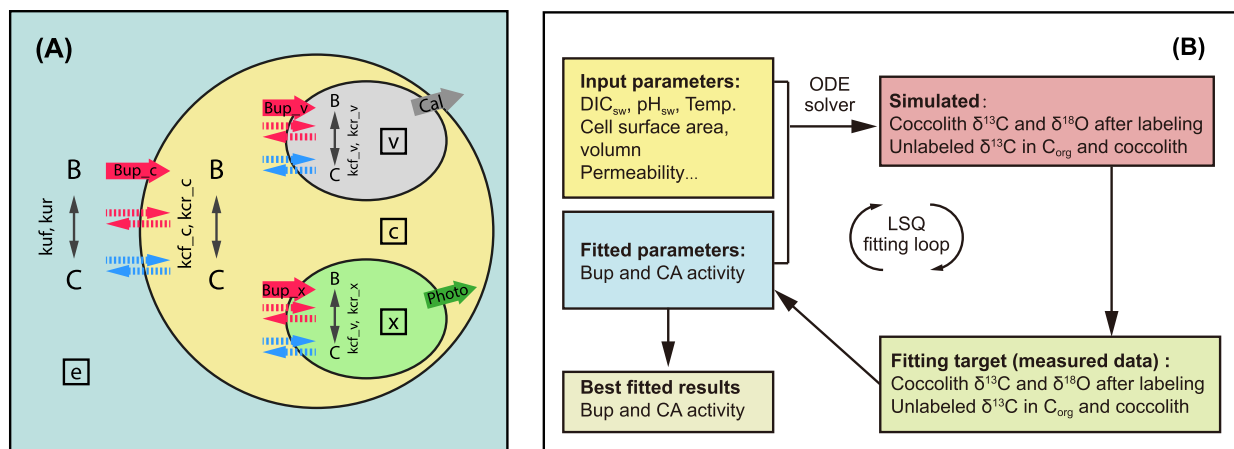 (A)
Bup_v
B
kcf_v, kcr_v
C
v
Cal
B
Bup_c
B
kuf, kur
kcf_c, kcr_c
C
C
c
Bup_x
B
kcf_v, kcr_x
C
x
Photo
e
(B)
Input parameters:
DICsw, pHsw, Temp.
Cell surface area,
volumn
Permeability...
ODE
solver
Simulated :
Coccolith δ¹³C and δ¹⁸O after labeling
Unlabeled δ¹³C in Corg and coccolith
Fitted parameters:
Bup and CA activity
LSQ
fitting loop
Best fitted results
Bup and CA activity
Fitting target (measured data) :
Coccolith δ¹³C and δ¹⁸O after labeling
Unlabeled δ¹³C in Corg and coccolith